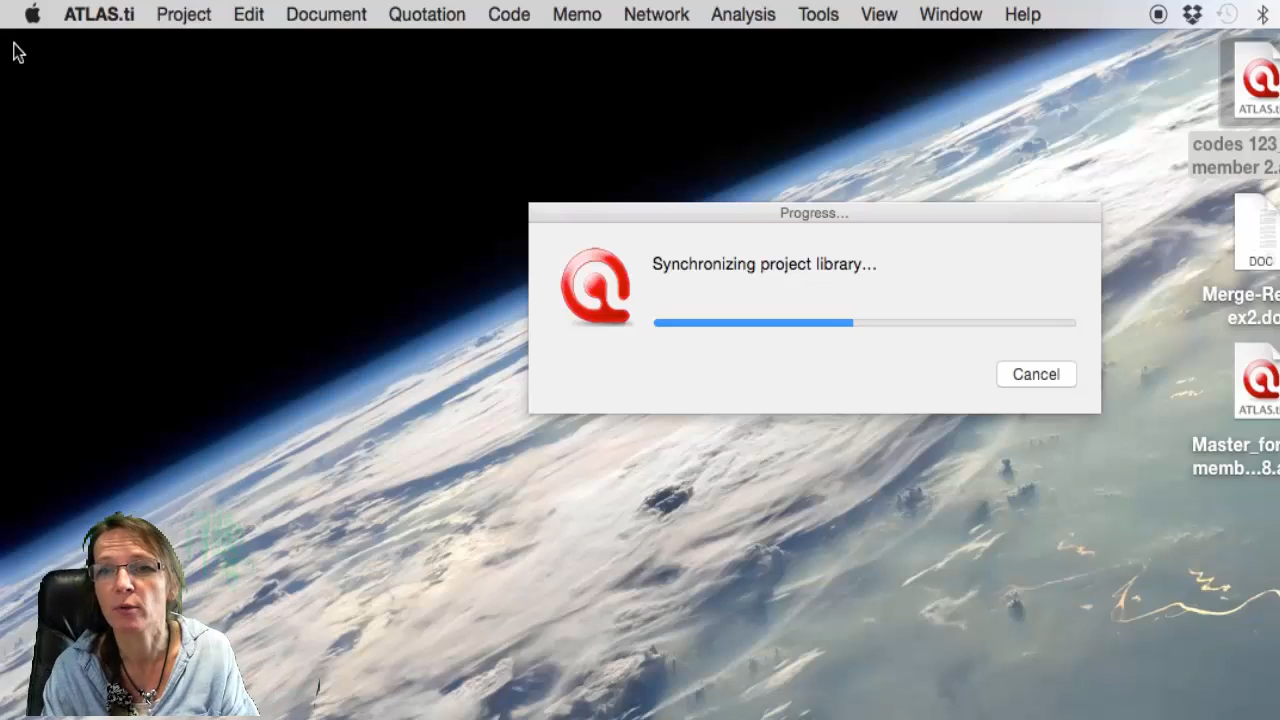 ATLAS.ti Project Edit Document Quotation Code Memo Network Analysis Tools View Window Help
ATLAS.t
codes 123_
member 2.a
Progress...
Synchronizing project library...
Cancel
DOC
Merge-Re
ex2.do
ATLAS.t
Master_for
memb...8.a